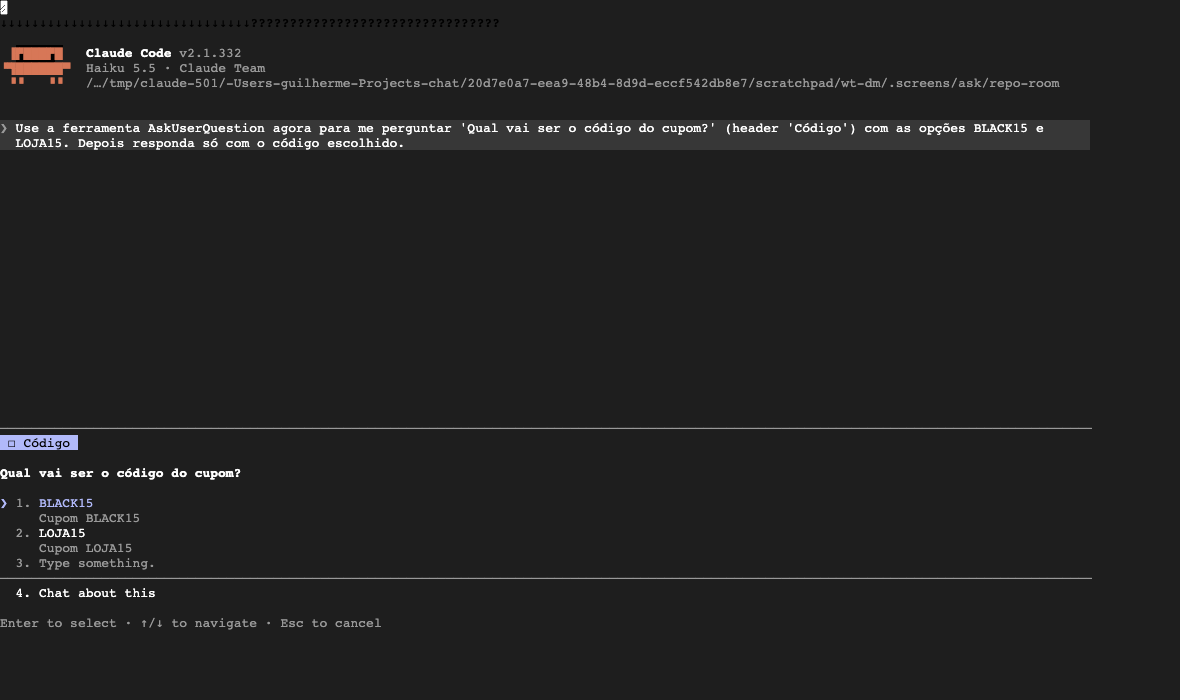 ↓↓↓↓↓↓↓↓↓↓↓↓↓↓↓↓↓↓↓↓↓↓↓↓↓↓↓↓↓↓↓↓????????????????????????????????
Claude Code v2.1.332
Haiku 5.5 · Claude Team
/…/tmp/claude-501/-Users-guilherme-Projects-chat/20d7e0a7-eea9-48b4-8d9d-eccf542db8e7/scratchpad/wt-dm/.screens/ask/repo-room
❯ Use a ferramenta AskUserQuestion agora para me perguntar 'Qual vai ser o código do cupom?' (header 'Código') com as opções BLACK15 e
LOJA15. Depois responda só com o código escolhido.
☐ Código
Qual vai ser o código do cupom?
❯ 1. BLACK15
Cupom BLACK15
2. LOJA15
Cupom LOJA15
3. Type something.
4. Chat about this
Enter to select · ↑/↓ to navigate · Esc to cancel